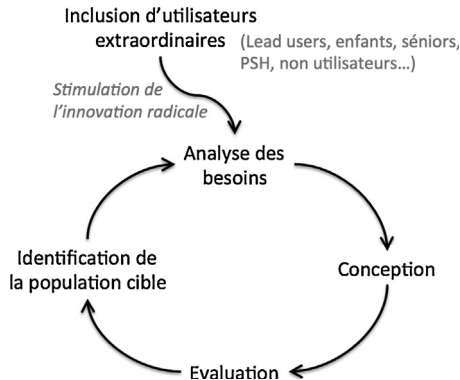 Inclusion d’utilisateurs
extraordinaires (Lead users, enfants, séniors,
PSH, non utilisateurs…)
Stimulation de
l’innovation radicale
Analyse des
besoins
Identification de
la population cible
Conception
Evaluation